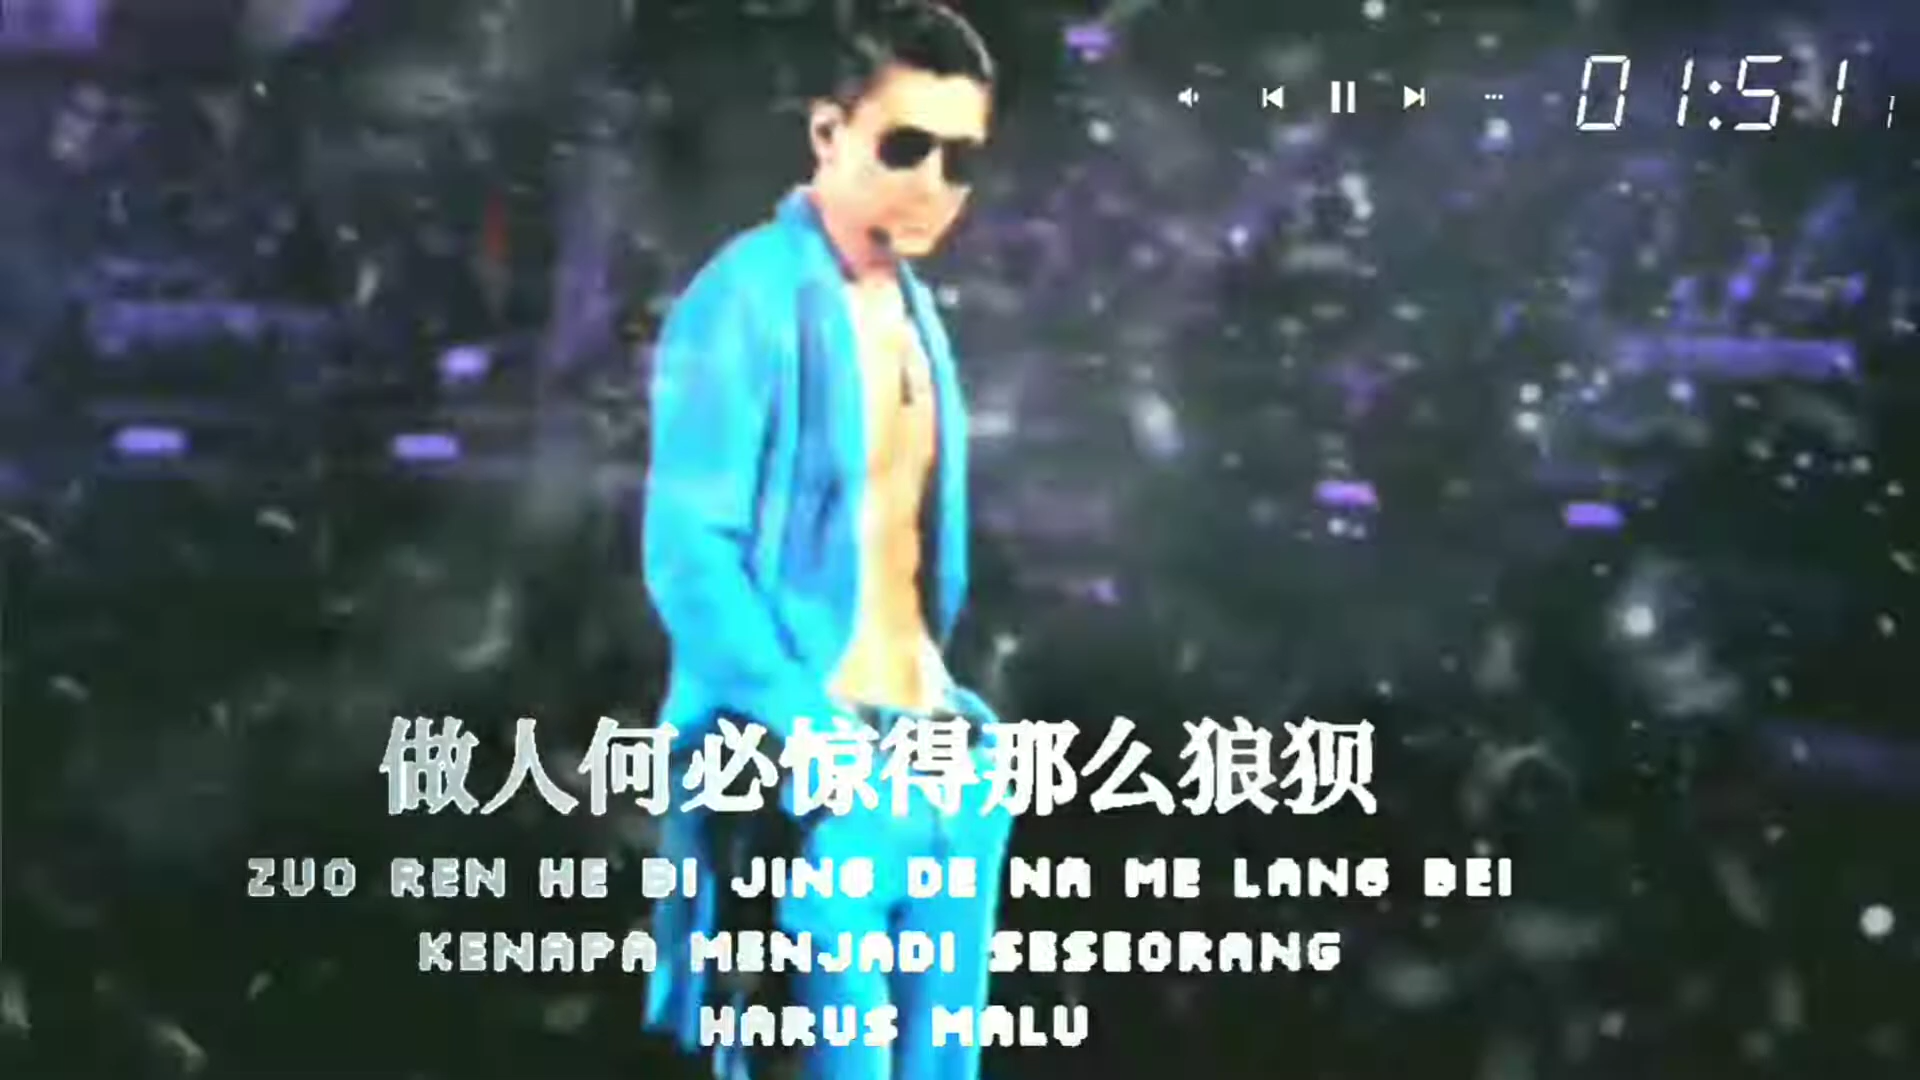 01:51 1
做人何必惊得那么狼狈
ZUO REN HE BI JING DE NA ME LANG BEI
KENAPA MENJADI SESEORANG
HARUS MALU